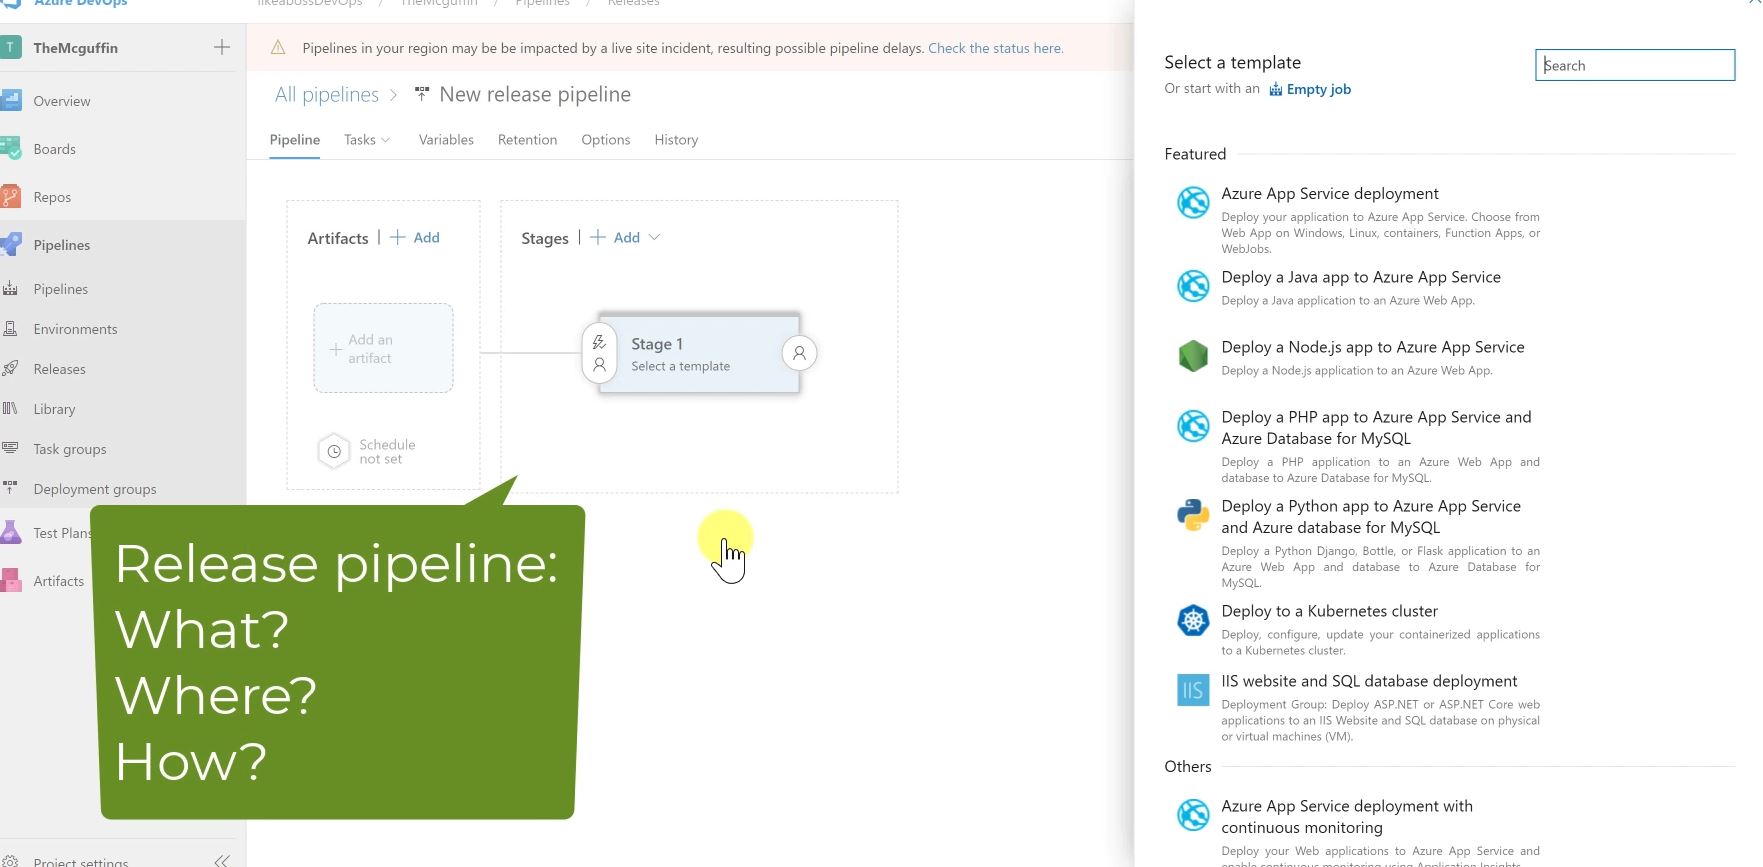 Azure DevOps
likeabossDevOps / TheMcguffin / Pipelines / Releases
T TheMcguffin
Overview
Boards
Repos
Pipelines
Pipelines
Environments
Releases
Library
Task groups
Deployment groups
Test Plans
Artifacts
Project settings
Pipelines in your region may be be impacted by a live site incident, resulting possible pipeline delays. Check the status here.
All pipelines > New release pipeline
Pipeline Tasks Variables Retention Options History
Artifacts | + Add
Add an
artifact
Schedule
not set
Stages | + Add
Stage 1
Select a template
Release pipeline:
What?
Where?
How?
Select a template
Search
Or start with an Empty job
Featured
Azure App Service deployment
Deploy your application to Azure App Service. Choose from
Web App on Windows, Linux, containers, Function Apps, or
WebJobs.
Deploy a Java app to Azure App Service
Deploy a Java application to an Azure Web App.
Deploy a Node.js app to Azure App Service
Deploy a Node.js application to an Azure Web App.
Deploy a PHP app to Azure App Service and
Azure Database for MySQL
Deploy a PHP application to an Azure Web App and
database to Azure Database for MySQL.
Deploy a Python app to Azure App Service
and Azure database for MySQL
Deploy a Python Django, Bottle, or Flask application to an
Azure Web App and database to Azure Database for
MySQL.
Deploy to a Kubernetes cluster
Deploy, configure, update your containerized applications
to a Kubernetes cluster.
IIS
IIS website and SQL database deployment
Deployment Group: Deploy ASP.NET or ASP.NET Core web
applications to an IIS Website and SQL database on physical
or virtual machines (VM).
Others
Azure App Service deployment with
continuous monitoring
Deploy your Web applications to Azure App Service and
enable continuous monitoring using Application Insights.